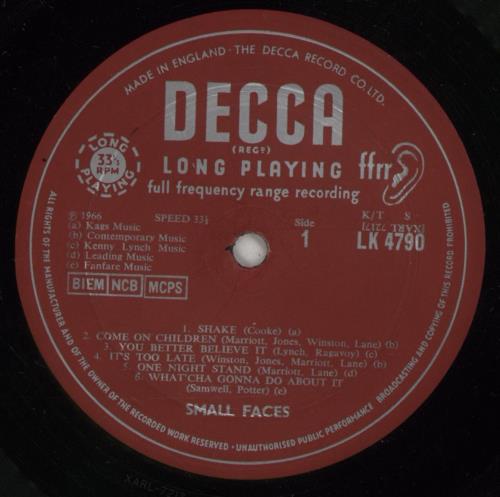 MADE IN ENGLAND · THE DECCA RECORD CO. LTD.
DECCA
(REGD)
LONG PLAYING
33⅓
RPM
LONG PLAYING ffrr
full frequency range recording
℗ 1966 SPEED 33⅓
(a) Kags Music
(b) Contemporary Music
(c) Kenny Lynch Music
(d) Leading Music
(e) Fanfare Music
Side
1
K/T S
(XARL 7217)
LK 4790
BIEM NCB MCPS
1. SHAKE (Cooke) (a)
2. COME ON CHILDREN (Marriott, Jones, Winston, Lane) (b)
3. YOU BETTER BELIEVE IT (Lynch, Ragavoy) (c)
4. IT'S TOO LATE (Winston, Jones, Marriott, Lane) (b)
5. ONE NIGHT STAND (Marriott, Lane) (d)
6. WHAT'CHA GONNA DO ABOUT IT
(Samwell, Potter) (e)
SMALL FACES
ALL RIGHTS OF THE MANUFACTURER AND OF THE OWNER OF THE RECORDED WORK RESERVED · UNAUTHORISED PUBLIC PERFORMANCE BROADCASTING AND COPYING OF THIS RECORD PROHIBITED